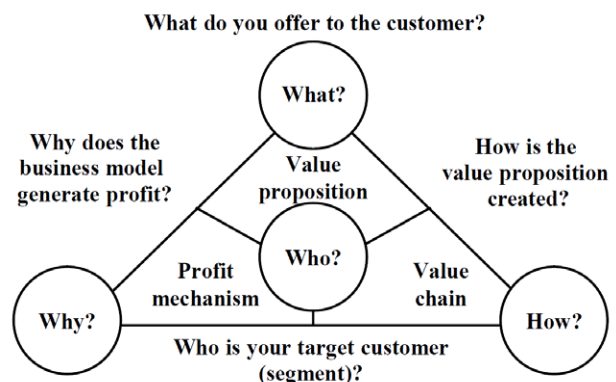 What do you offer to the customer?
What?
Why does the
business model
generate profit?
Value
proposition
How is the
value proposition
created?
Who?
Profit
mechanism
Value
chain
Why?
How?
Who is your target customer
(segment)?